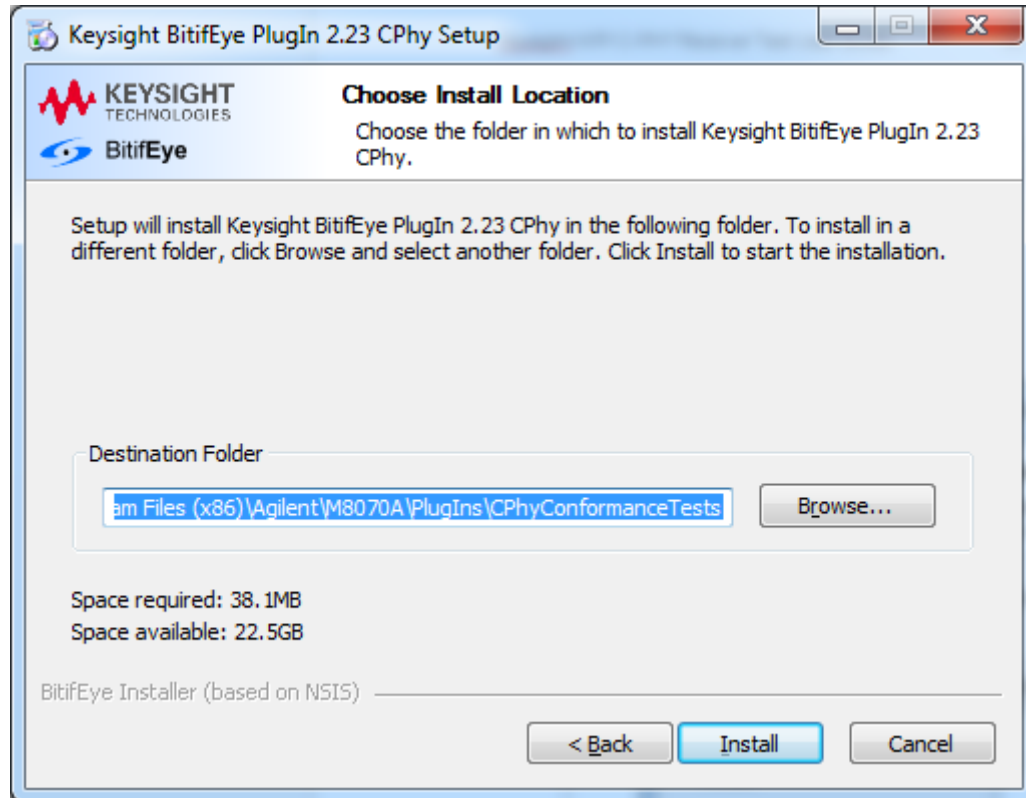 Keysight BitifEye PlugIn 2.23 CPhy Setup
KEYSIGHT
TECHNOLOGIES
BitifEye
Choose Install Location
Choose the folder in which to install Keysight BitifEye PlugIn 2.23
CPhy.
Setup will install Keysight BitifEye PlugIn 2.23 CPhy in the following folder. To install in a
different folder, click Browse and select another folder. Click Install to start the installation.
Destination Folder
am Files (x86)\Agilent\M8070A\PlugIns\CPhyConformanceTests
Browse...
Space required: 38.1MB
Space available: 22.5GB
BitifEye Installer (based on NSIS)
< Back
Install
Cancel